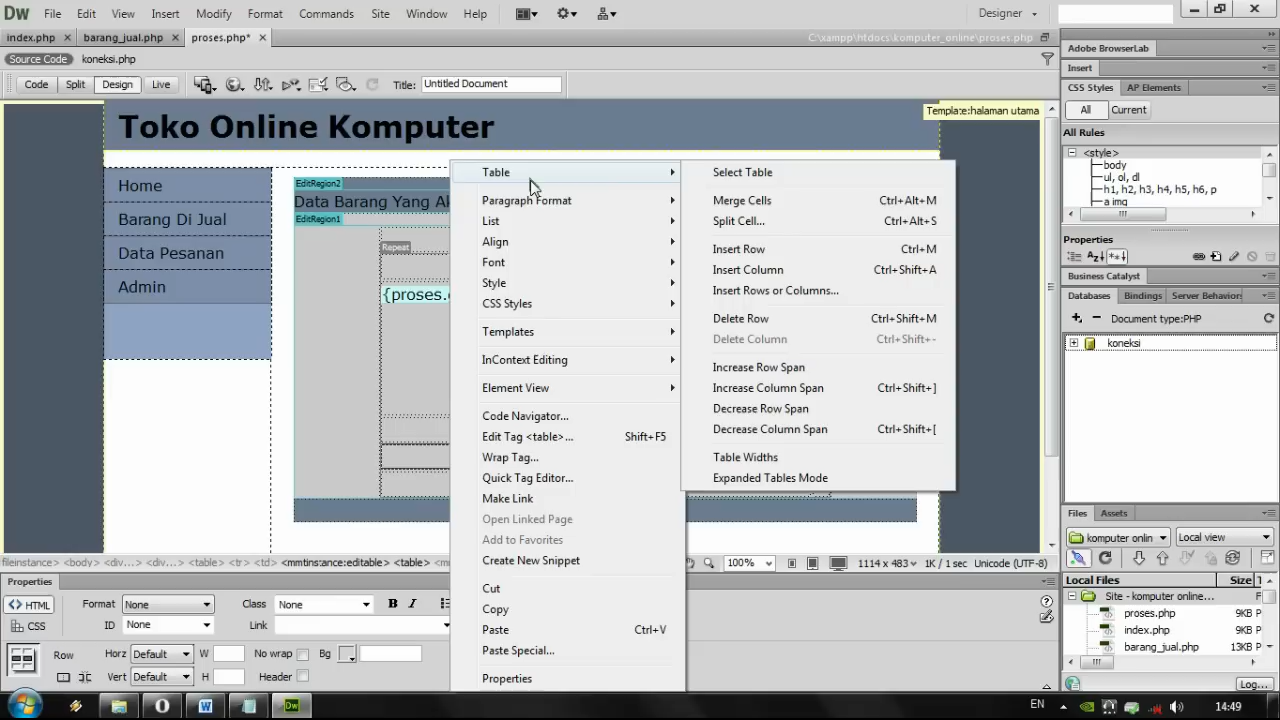 Dw File Edit View Insert Modify Format Commands Site Window Help Designer
index.php barang_jual.php proses.php* C:\xampp\htdocs\komputer_online\proses.php
Source Code koneksi.php
Code Split Design Live Title: Untitled Document
Toko Online Komputer
Template:halaman utama
Home
Barang Di Jual
Data Pesanan
Admin
EditRegion2
Data Barang Yang Ak
EditRegion1
Repeat
{proses.
Table
Paragraph Format
List
Align
Font
Style
CSS Styles
Templates
InContext Editing
Element View
Code Navigator...
Edit Tag <table>... Shift+F5
Wrap Tag...
Quick Tag Editor...
Make Link
Open Linked Page
Add to Favorites
Create New Snippet
Cut
Copy
Paste Ctrl+V
Paste Special...
Properties
Select Table
Merge Cells Ctrl+Alt+M
Split Cell... Ctrl+Alt+S
Insert Row Ctrl+M
Insert Column Ctrl+Shift+A
Insert Rows or Columns...
Delete Row Ctrl+Shift+M
Delete Column Ctrl+Shift+-
Increase Row Span
Increase Column Span Ctrl+Shift+]
Decrease Row Span
Decrease Column Span Ctrl+Shift+[
Table Widths
Expanded Tables Mode
Adobe BrowserLab
Insert
CSS Styles AP Elements
All Current
All Rules
<style>
body
ul, ol, dl
h1, h2, h3, h4, h5, h6, p
a img
Properties
Business Catalyst
Databases Bindings Server Behaviors
Document type:PHP
koneksi
Files Assets
komputer onlin Local view
Local Files Size
Site - komputer online... F
proses.php 9KB P
index.php 9KB P
barang_jual.php 13KB P
Log...
fileinstance> <body> <div...> <div...> <table> <tr> <td> <mmtinstance:editable> <table>
100% 1114 x 483 1K / 1 sec Unicode (UTF-8)
Properties
HTML Format None Class None B I
CSS ID None Link
Row Horz Default W No wrap Bg
Vert Default H Header
EN 14:49